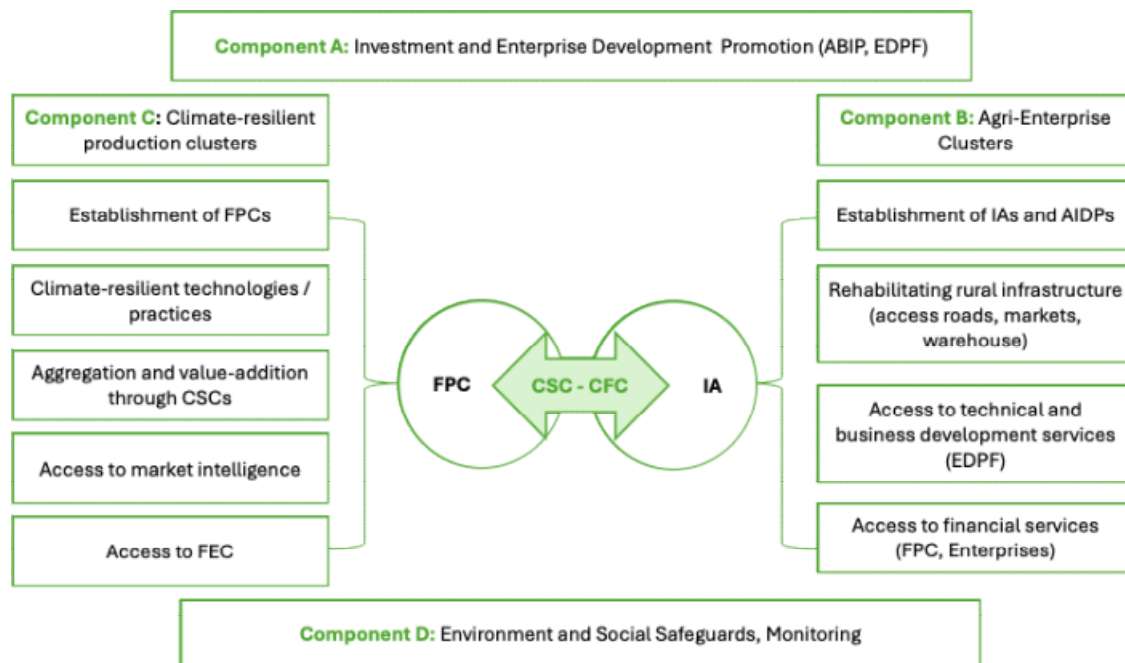 Component A: Investment and Enterprise Development Promotion (ABIP, EDPF)
Component C: Climate-resilient
production clusters
Establishment of FPCs
Climate-resilient technologies /
practices
Aggregation and value-addition
through CSCs
Access to market intelligence
Access to FEC
FPC
CSC - CFC
IA
Component B: Agri-Enterprise
Clusters
Establishment of IAs and AIDPs
Rehabilitating rural infrastructure
(access roads, markets,
warehouse)
Access to technical and
business development services
(EDPF)
Access to financial services
(FPC, Enterprises)
Component D: Environment and Social Safeguards, Monitoring